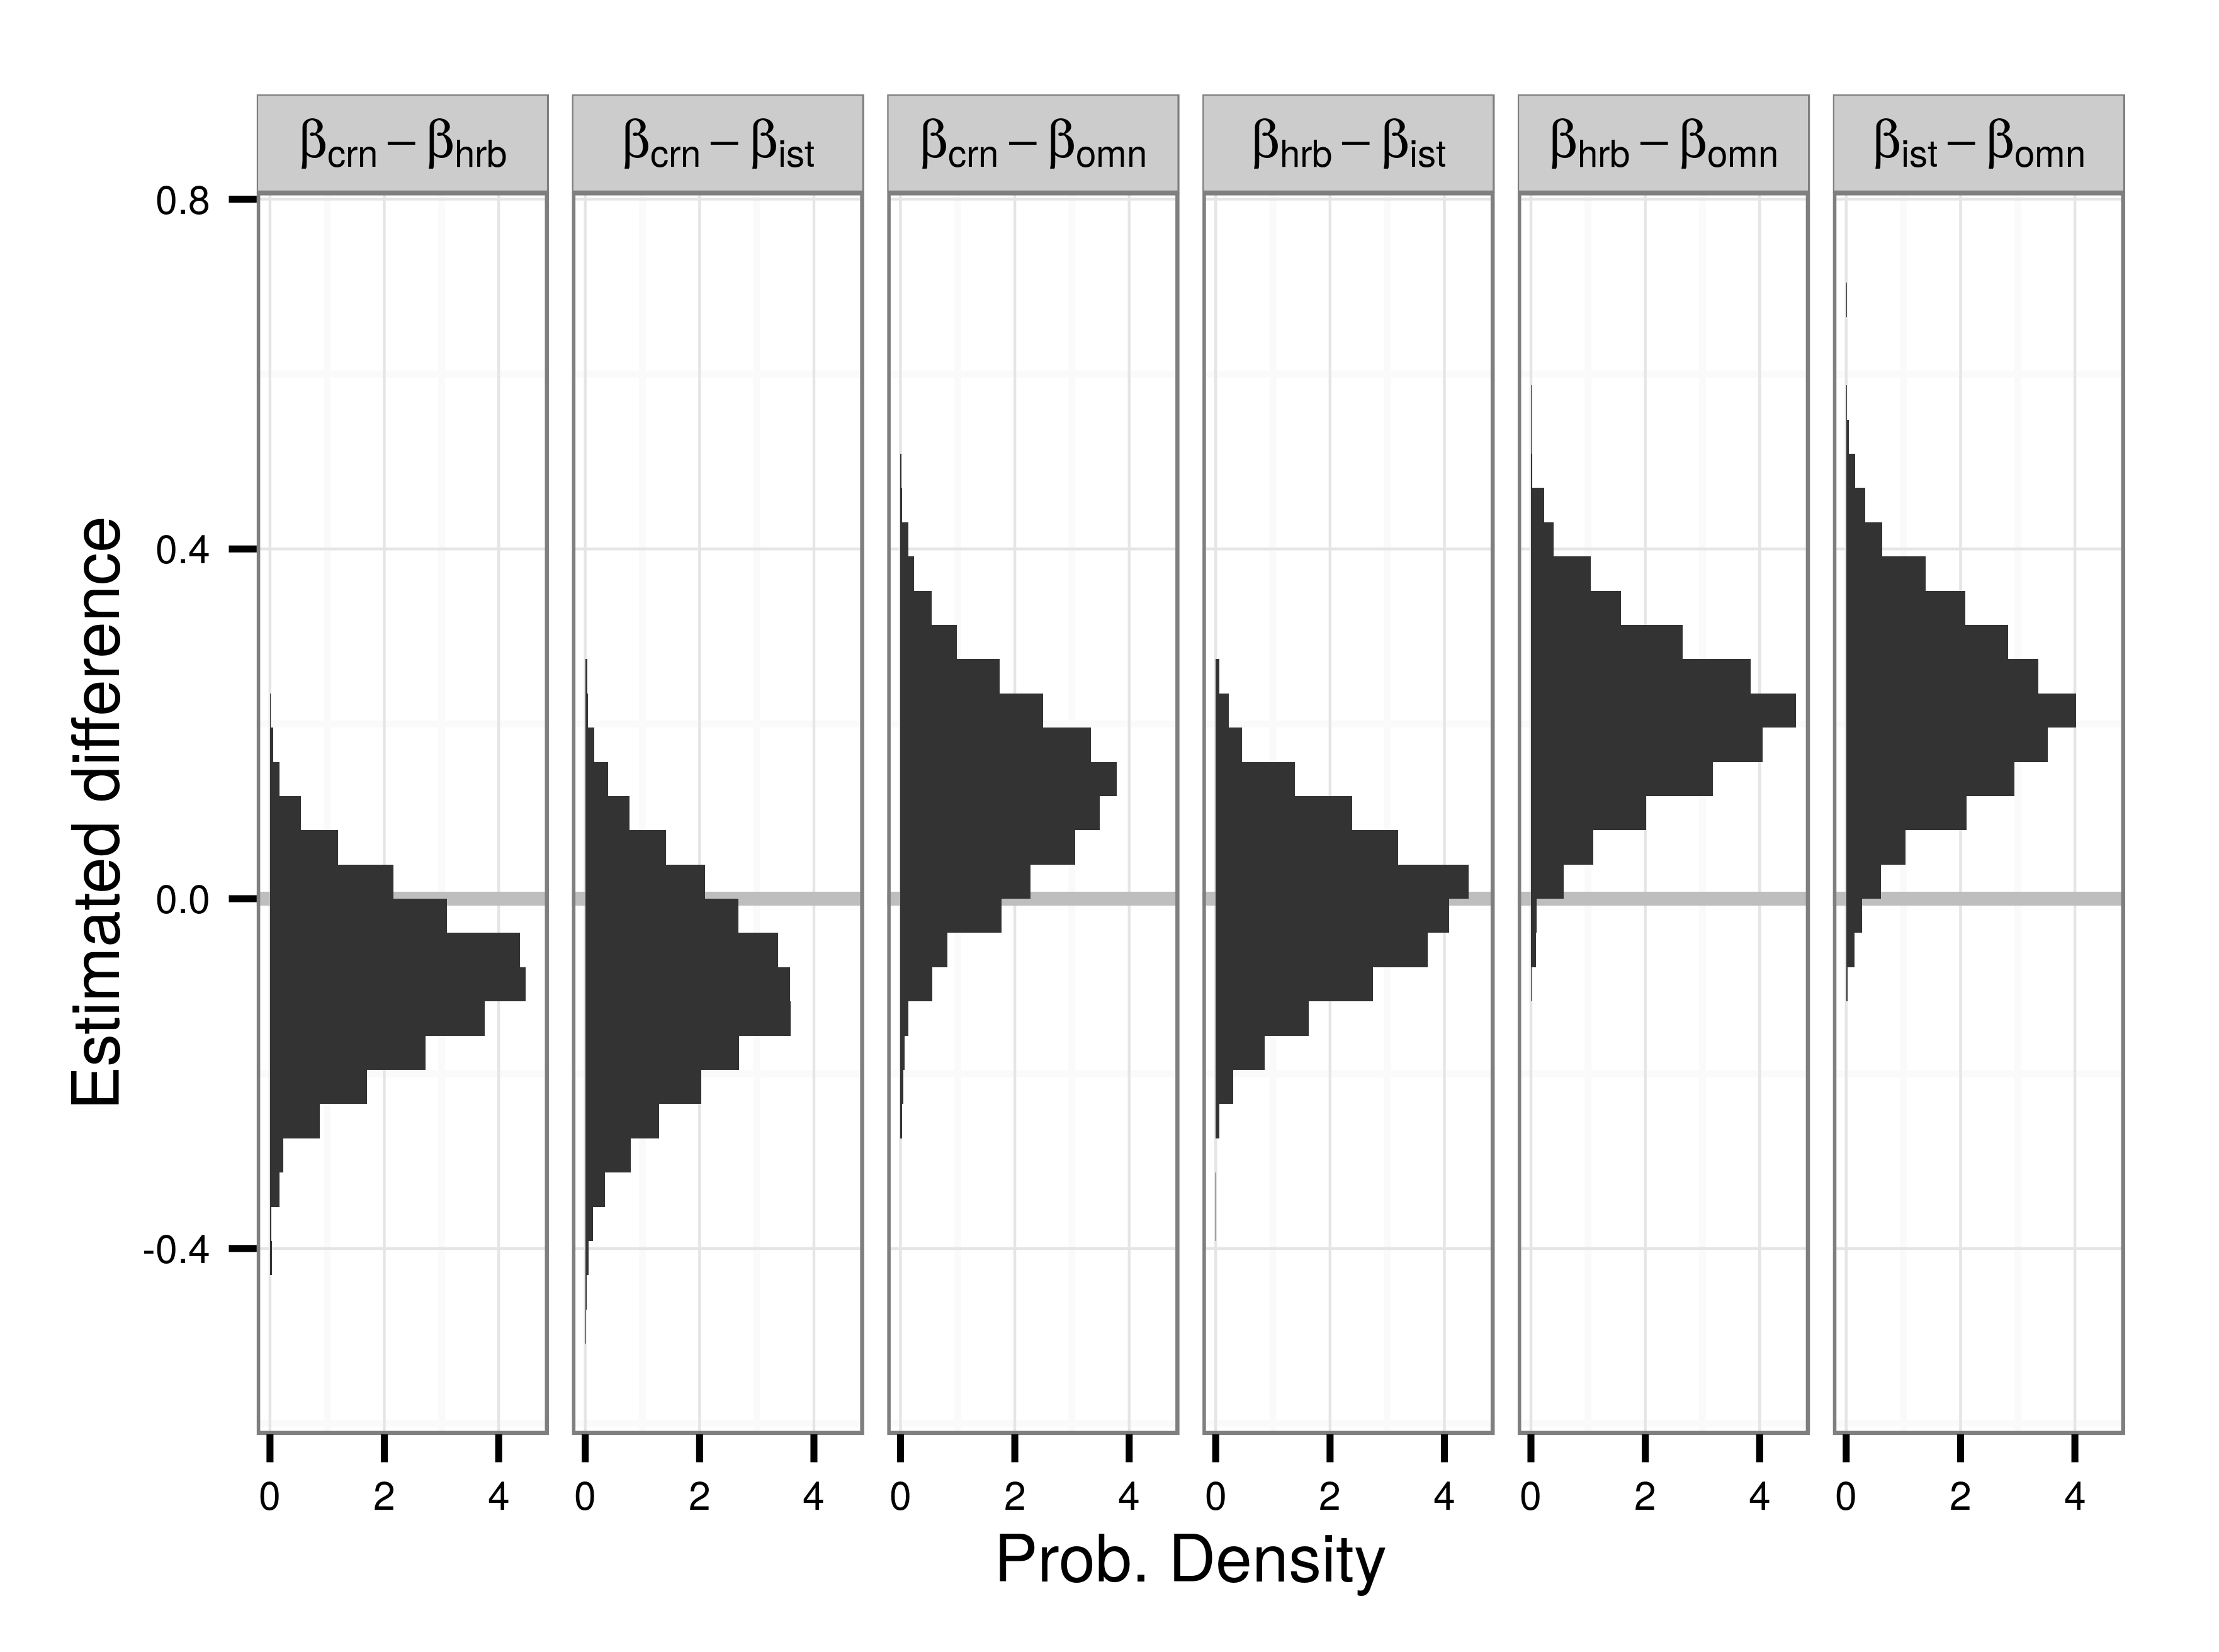 βcrn − βhrb βcrn − βist βcrn − βomn βhrb − βist βhrb − βomn βist − βomn
0.8
0.4
0.0
-0.4
Estimated difference
0 2 4 0 2 4 0 2 4 0 2 4 0 2 4 0 2 4
Prob. Density